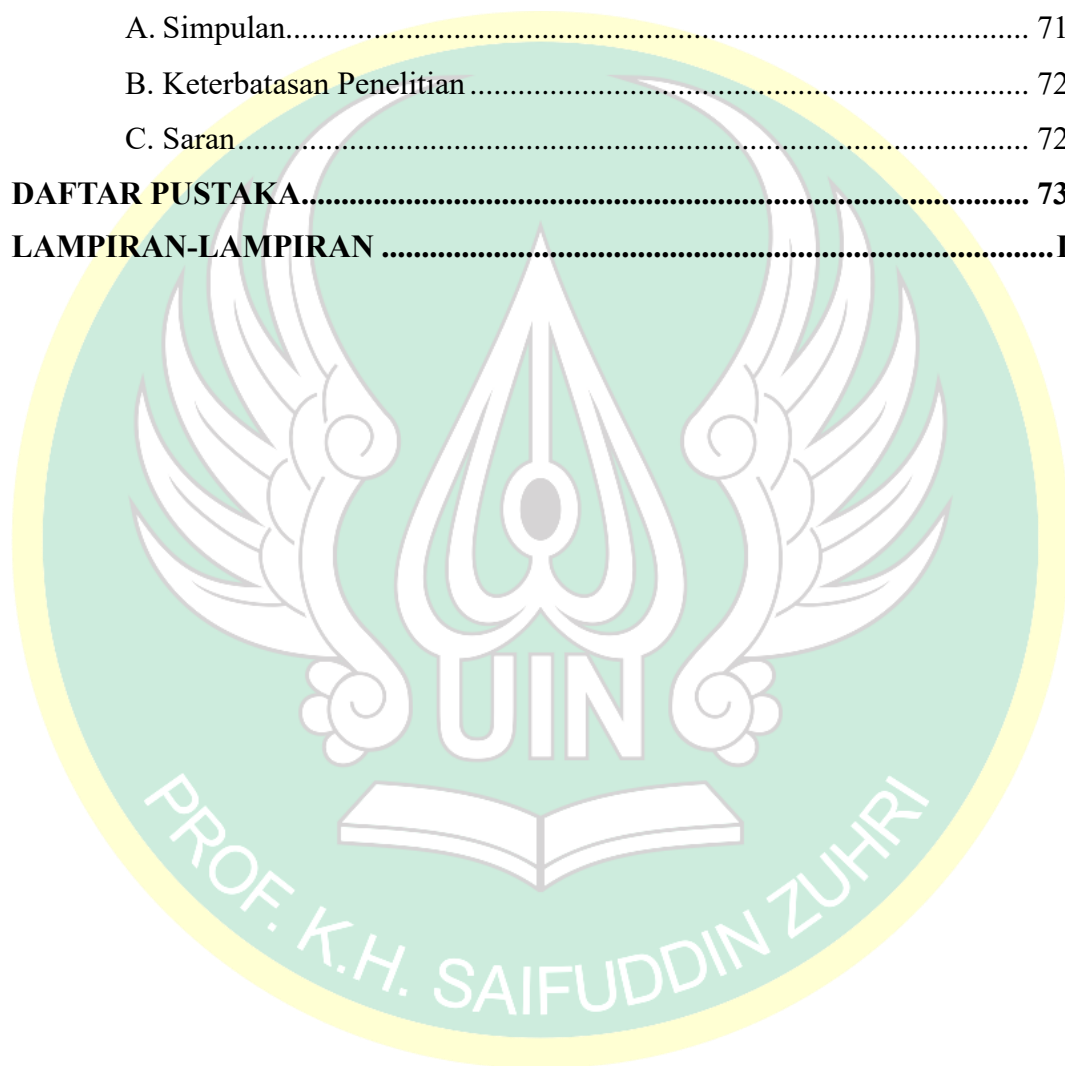 A. Simpulan.......................................................................................... 71
B. Keterbatasan Penelitian .................................................................... 72
C. Saran................................................................................................ 72
DAFTAR PUSTAKA......................................................................................... 73
LAMPIRAN-LAMPIRAN ..................................................................................I
UIN
PROF. K.H. SAIFUDDIN ZUHRI